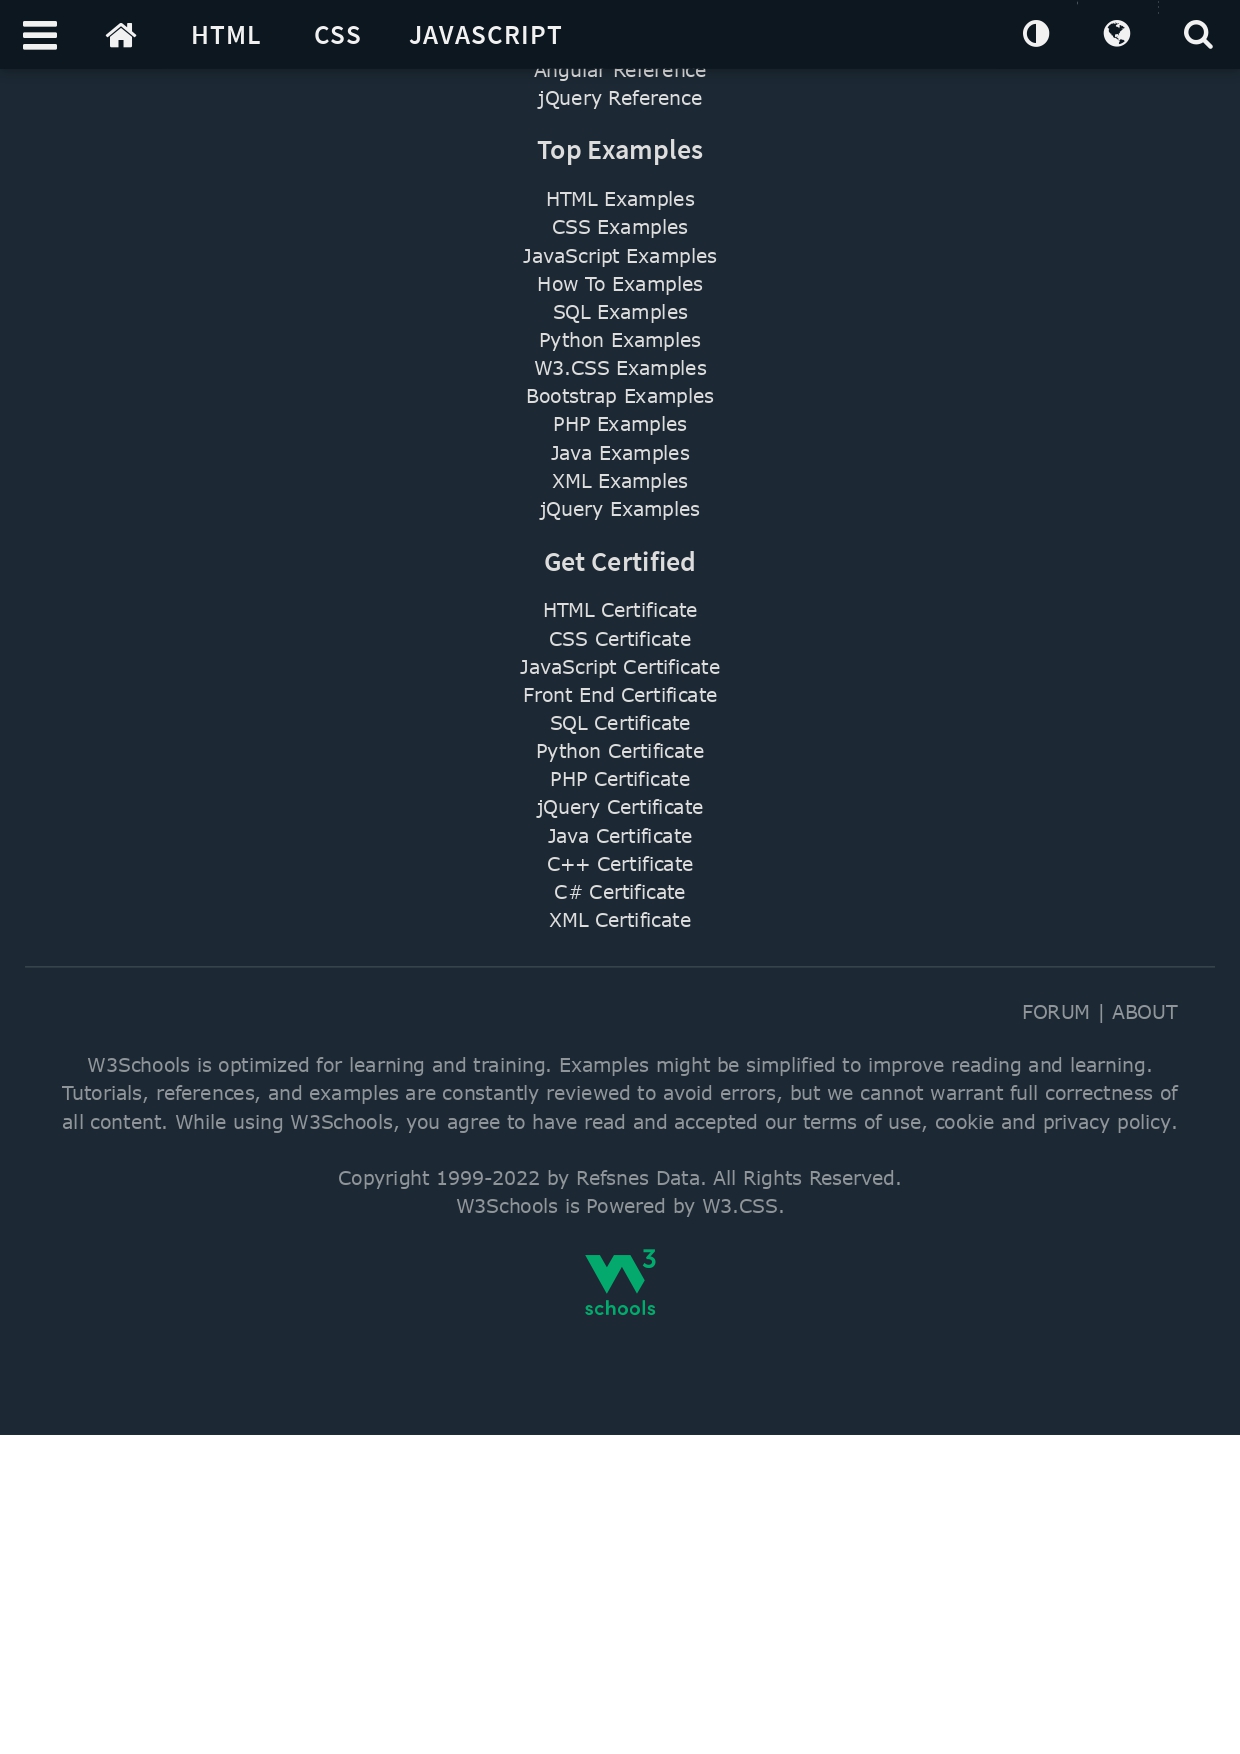 HTML CSS JAVASCRIPT
Angular Reference
jQuery Reference
Top Examples
HTML Examples
CSS Examples
JavaScript Examples
How To Examples
SQL Examples
Python Examples
W3.CSS Examples
Bootstrap Examples
PHP Examples
Java Examples
XML Examples
jQuery Examples
Get Certified
HTML Certificate
CSS Certificate
JavaScript Certificate
Front End Certificate
SQL Certificate
Python Certificate
PHP Certificate
jQuery Certificate
Java Certificate
C++ Certificate
C# Certificate
XML Certificate
FORUM | ABOUT
W3Schools is optimized for learning and training. Examples might be simplified to improve reading and learning.
Tutorials, references, and examples are constantly reviewed to avoid errors, but we cannot warrant full correctness of
all content. While using W3Schools, you agree to have read and accepted our terms of use, cookie and privacy policy.
Copyright 1999-2022 by Refsnes Data. All Rights Reserved.
W3Schools is Powered by W3.CSS.
W3
schools